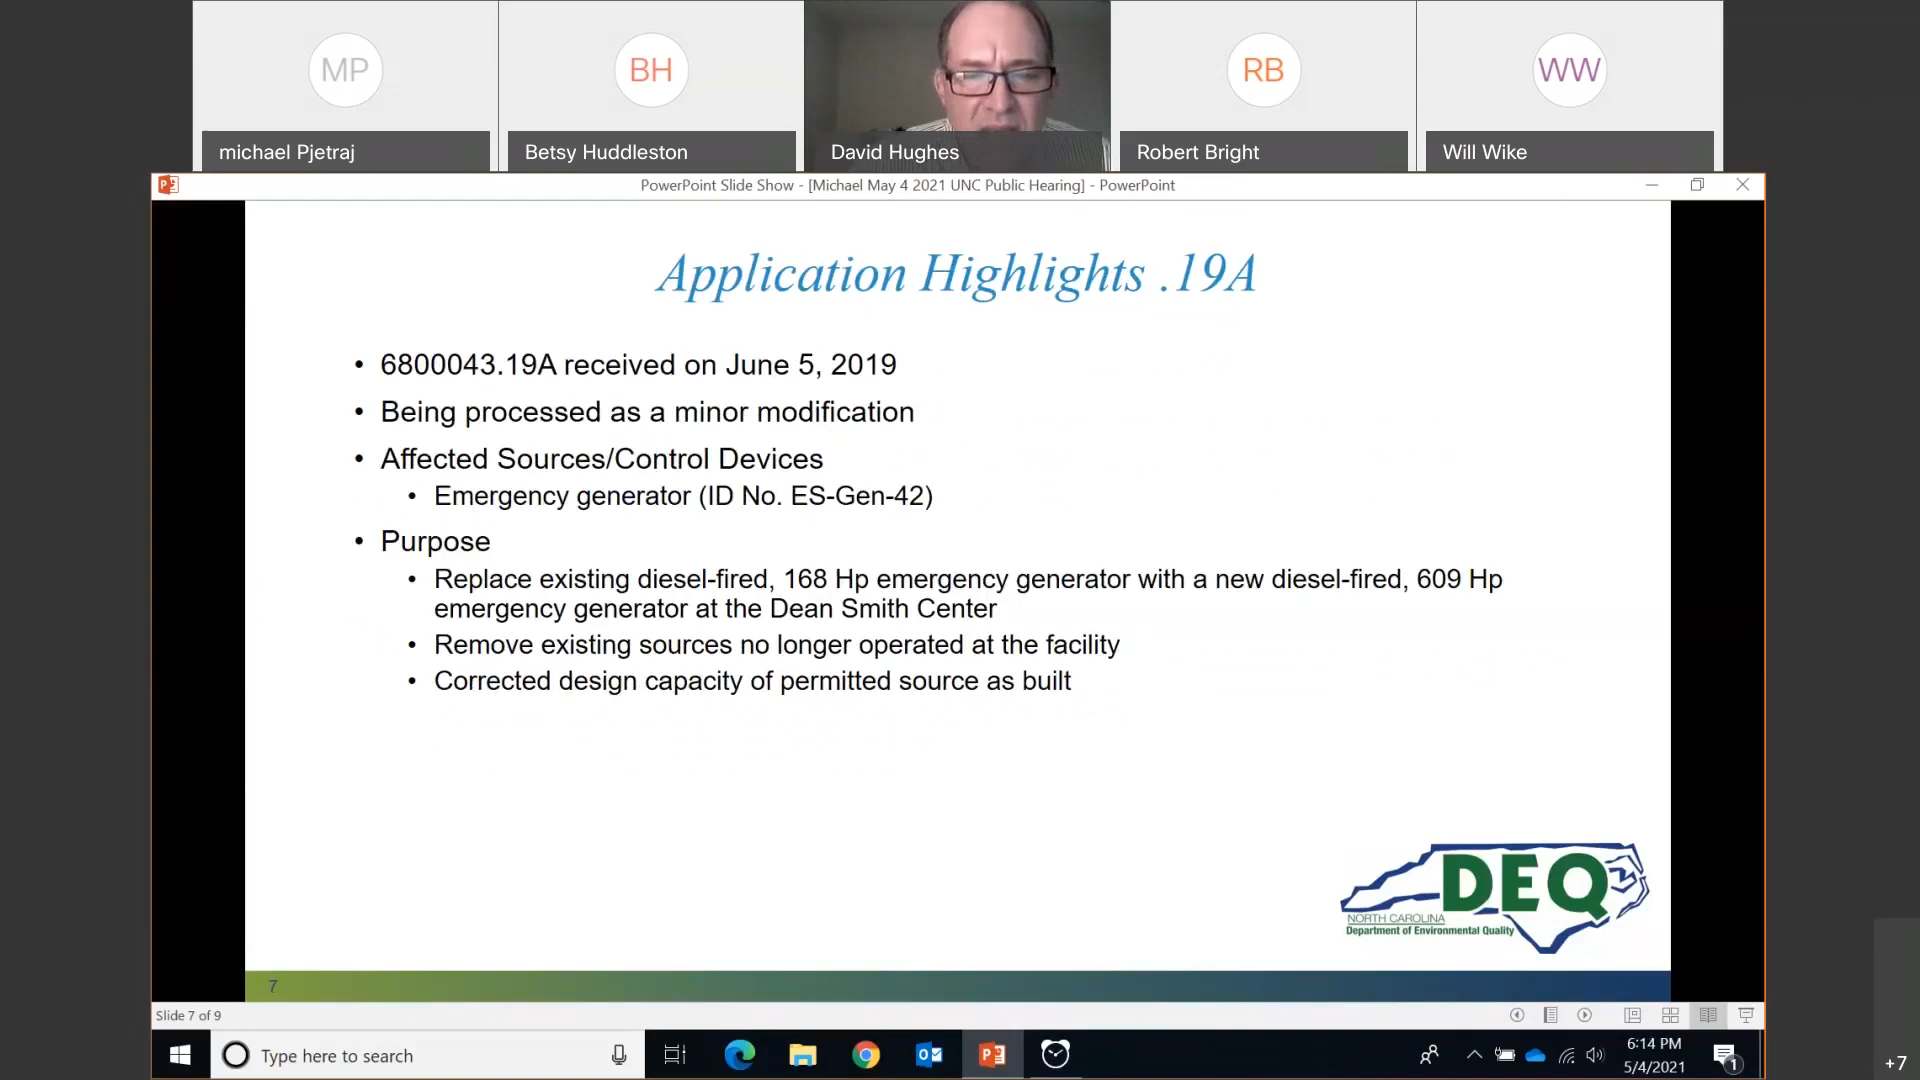 MP
BH
RB
WW
michael Pjetraj
Betsy Huddleston
David Hughes
Robert Bright
Will Wike
PowerPoint Slide Show - [Michael May 4 2021 UNC Public Hearing] - PowerPoint
Application Highlights .19A
• 6800043.19A received on June 5, 2019
• Being processed as a minor modification
• Affected Sources/Control Devices
• Emergency generator (ID No. ES-Gen-42)
• Purpose
• Replace existing diesel-fired, 168 Hp emergency generator with a new diesel-fired, 609 Hp
emergency generator at the Dean Smith Center
• Remove existing sources no longer operated at the facility
• Corrected design capacity of permitted source as built
DEQ
NORTH CAROLINA
Department of Environmental Quality
7
Slide 7 of 9
Type here to search
6:14 PM
5/4/2021
1
+7